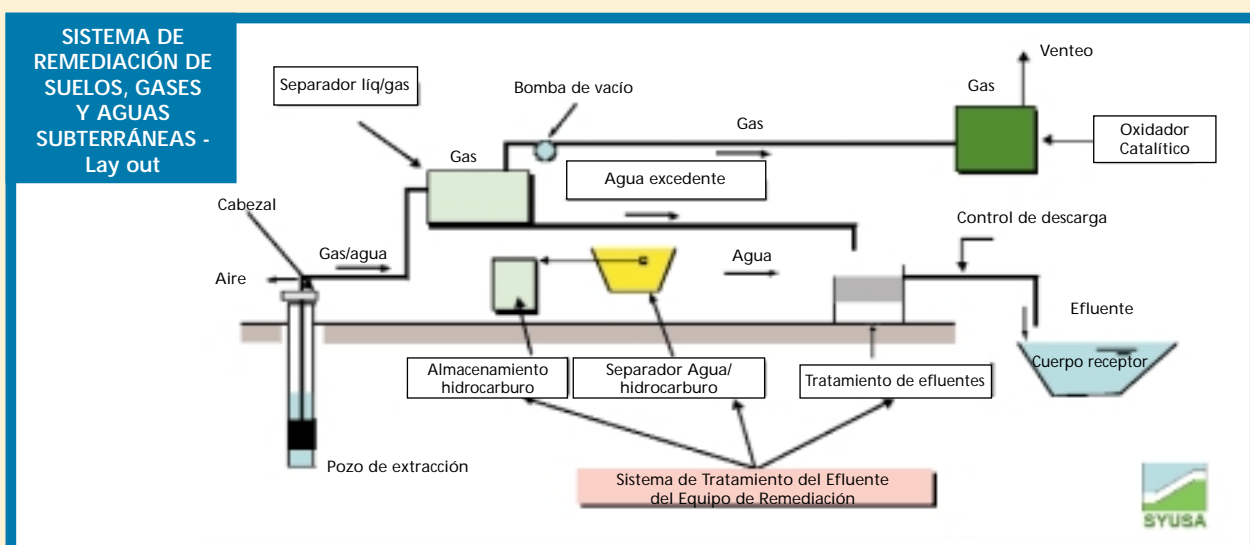 SISTEMA DE
REMEDIACIÓN DE
SUELOS, GASES
Y AGUAS
SUBTERRÁNEAS -
Lay out
Separador líq/gas
Bomba de vacío
Venteo
Gas
Gas
Gas
Oxidador
Catalítico
Agua excedente
Cabezal
Control de descarga
Gas/agua
Agua
Aire
Efluente
Almacenamiento
hidrocarburo
Separador Agua/
hidrocarburo
Tratamiento de efluentes
Cuerpo receptor
Pozo de extracción
Sistema de Tratamiento del Efluente
del Equipo de Remediación
SYUSA